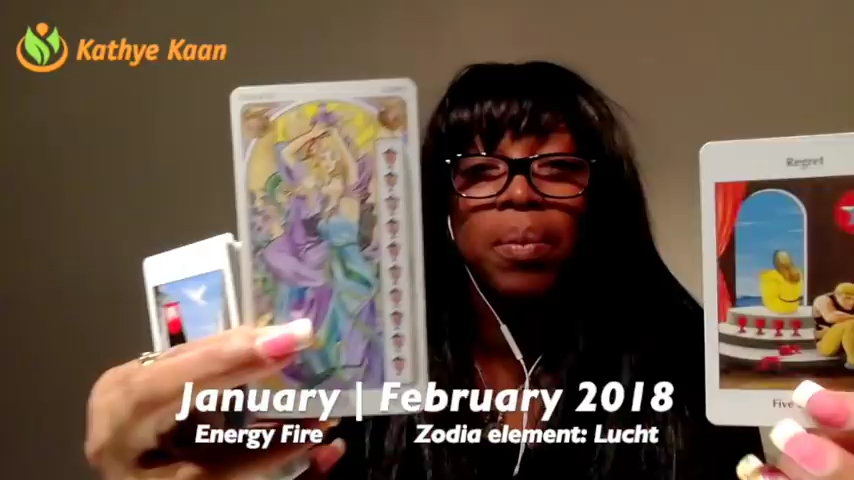 Kathye Kaan
Regret
Five
January | February 2018
Energy Fire
Zodia element: Lucht